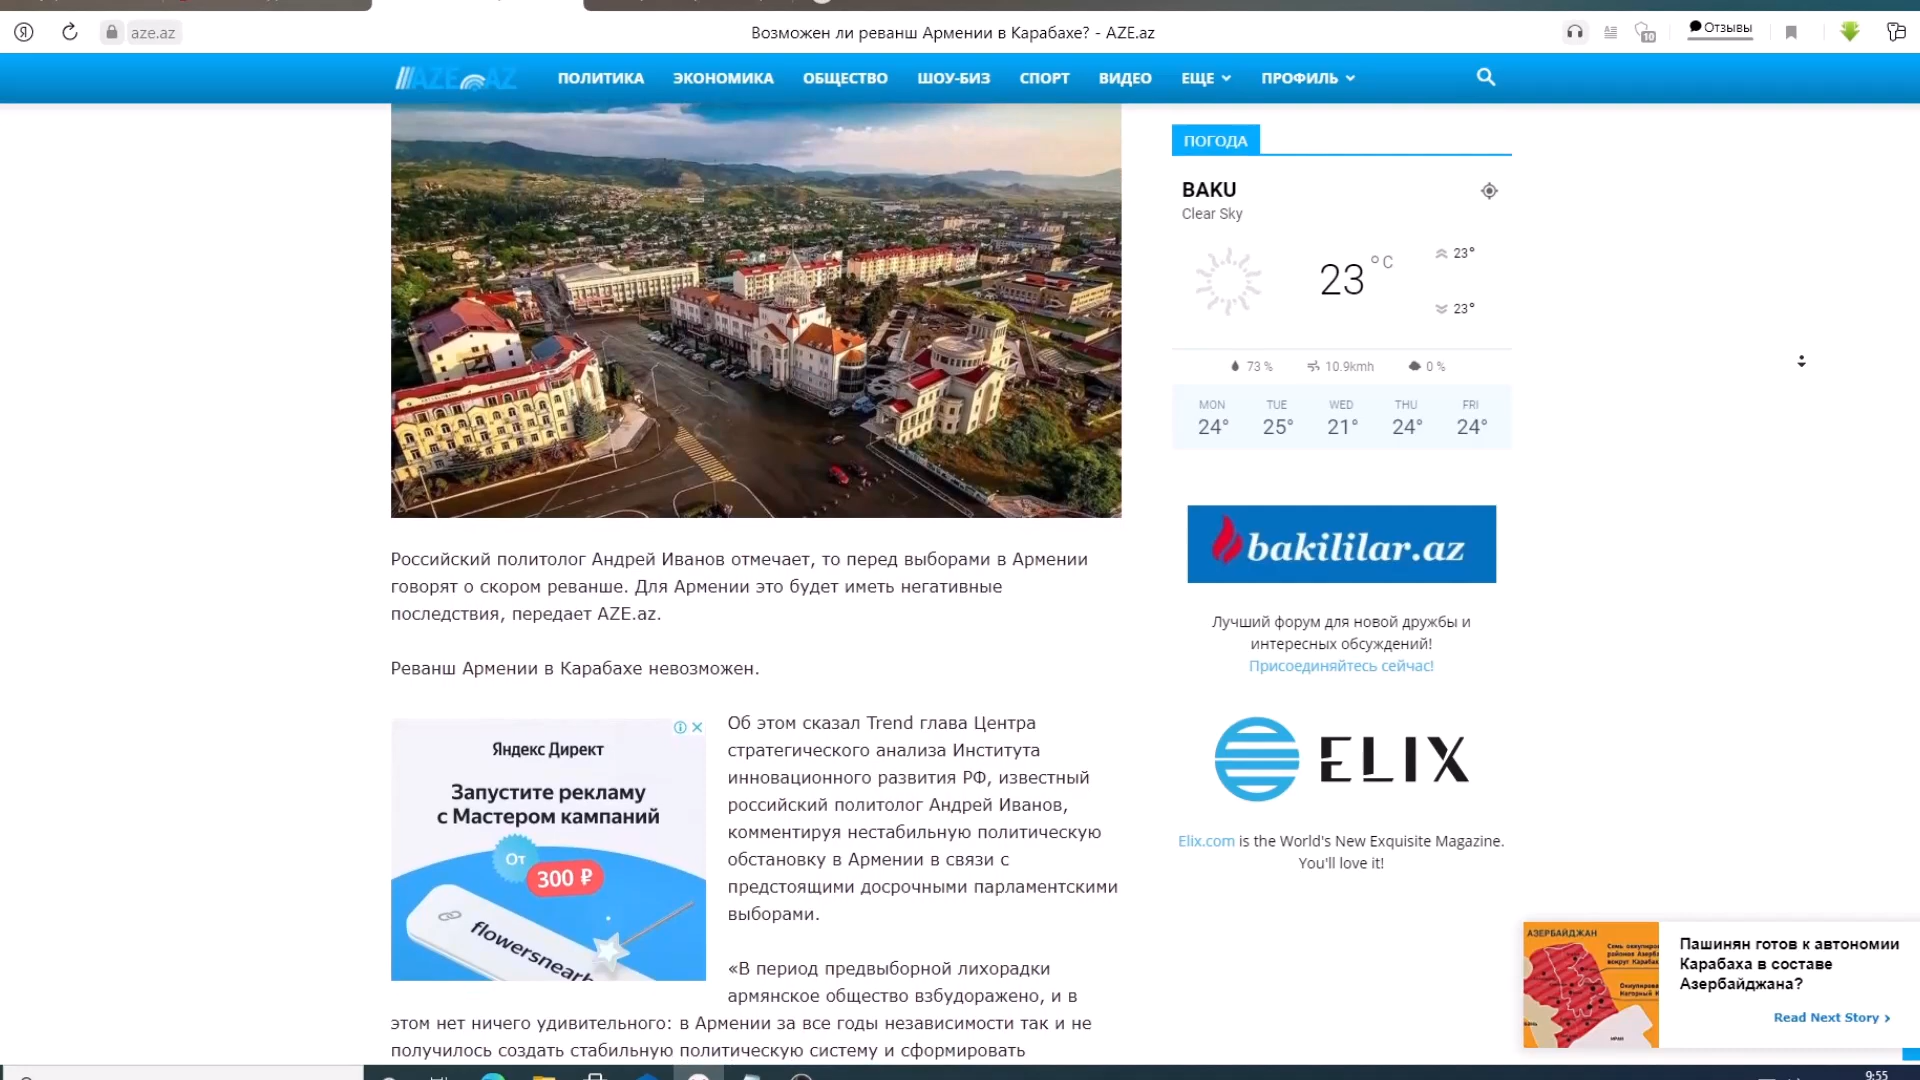 aze.az
Возможен ли реванш Армении в Карабахе? - AZE.az
10
Отзывы
AZE.AZ
ПОЛИТИКА
ЭКОНОМИКА
ОБЩЕСТВО
ШОУ-БИЗ
СПОРТ
ВИДЕО
ЕЩЕ
ПРОФИЛЬ
Российский политолог Андрей Иванов отмечает, то перед выборами в Армении
говорят о скором реванше. Для Армении это будет иметь негативные
последствия, передает AZE.az.
Реванш Армении в Карабахе невозможен.
Яндекс Директ
Запустите рекламу
с Мастером кампаний
От
300 ₽
flowersnearb
Об этом сказал Trend глава Центра
стратегического анализа Института
инновационного развития РФ, известный
российский политолог Андрей Иванов,
комментируя нестабильную политическую
обстановку в Армении в связи с
предстоящими досрочными парламентскими
выборами.
«В период предвыборной лихорадки
армянское общество взбудоражено, и в
этом нет ничего удивительного: в Армении за все годы независимости так и не
получилось создать стабильную политическую систему и сформировать
ПОГОДА
BAKU
Clear Sky
23 °C
23°
23°
73 %
10.9kmh
0 %
MON TUE WED THU FRI
24° 25° 21° 24° 24°
bakililar.az
Лучший форум для новой дружбы и
интересных обсуждений!
Присоединяйтесь сейчас!
ELIX
Elix.com is the World's New Exquisite Magazine.
You'll love it!
АЗЕРБАЙДЖАН
Пашинян готов к автономии
Карабаха в составе
Азербайджана?
Read Next Story
9:55